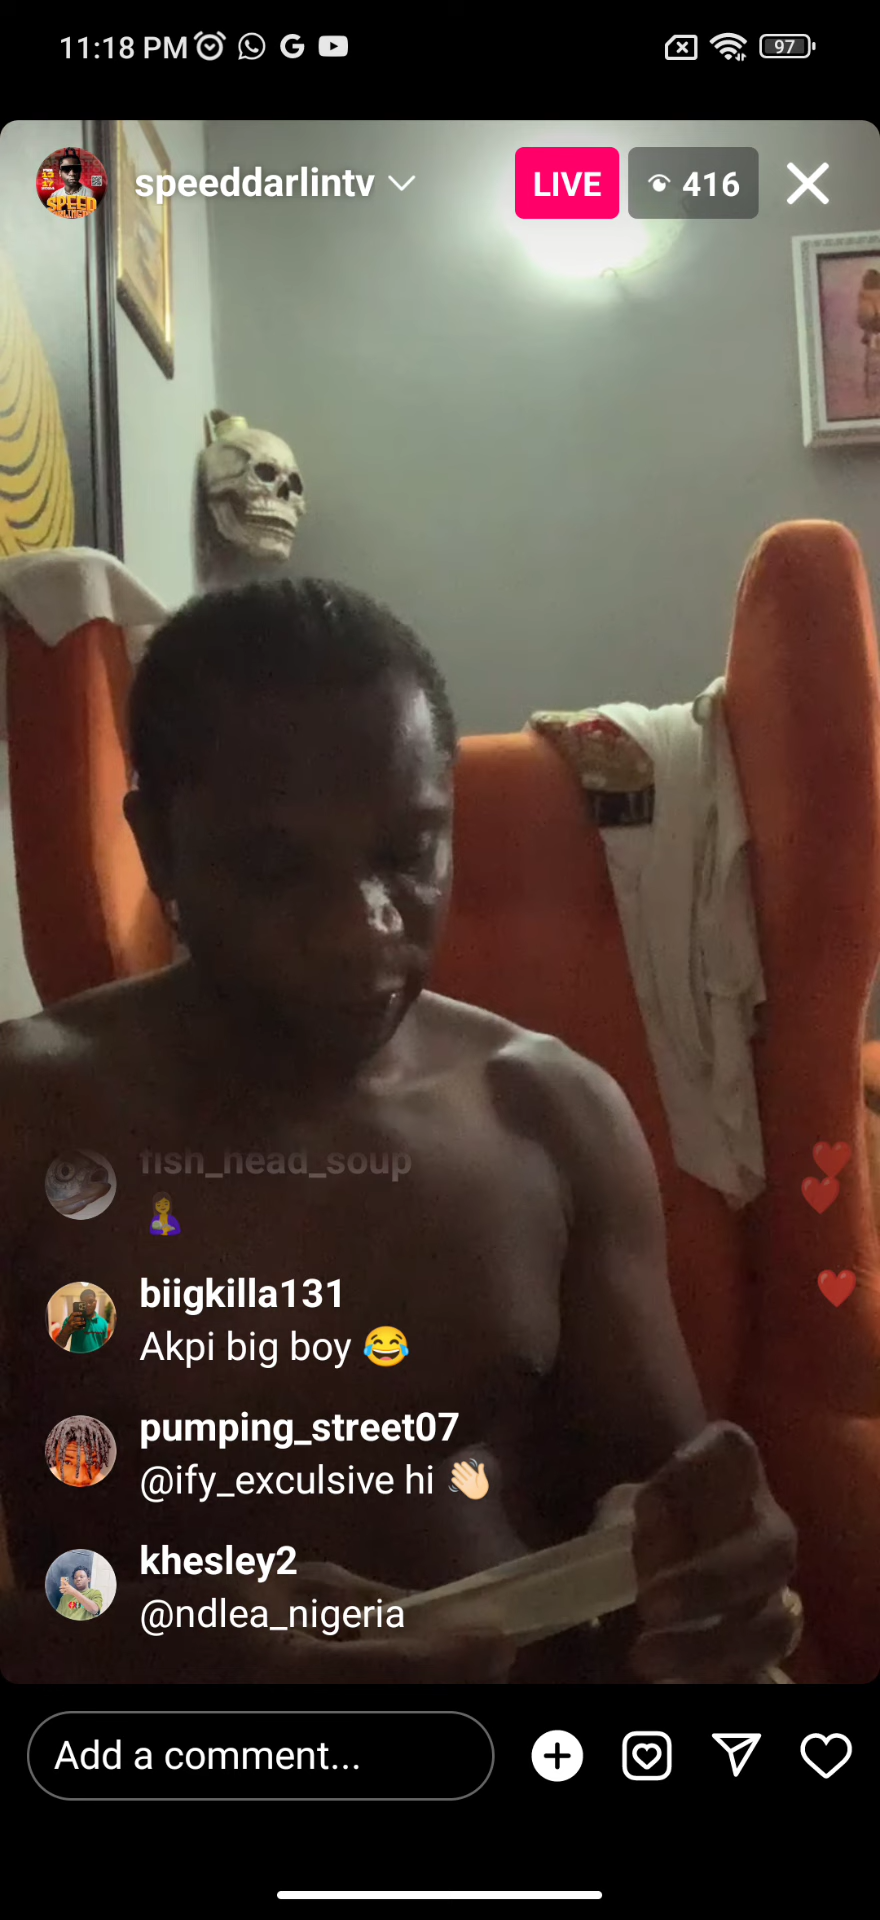 11:18 PM
97
speeddarlintv
LIVE
416
SPEED
fish_head_soup
biigkilla131
Akpi big boy 😂
pumping_street07
@ify_exculsive hi 👋🏻
khesley2
@ndlea_nigeria
Add a comment...